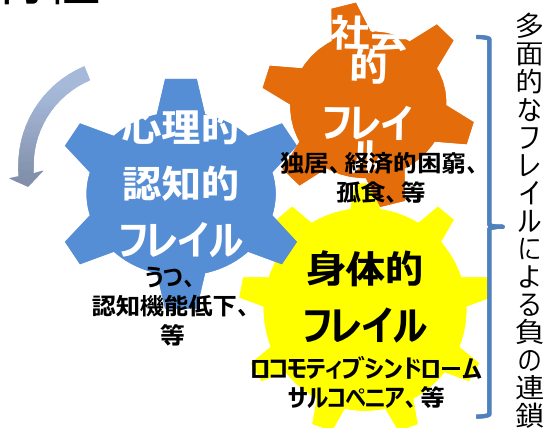 社会
的
フレイ
ル
独居、経済的困窮、
孤食、等
心理的
認知的
フレイル
うつ、
認知機能低下、
等
身体的
フレイル
ロコモティブシンドローム
サルコペニア、等
多面的なフレイルによる負の連鎖